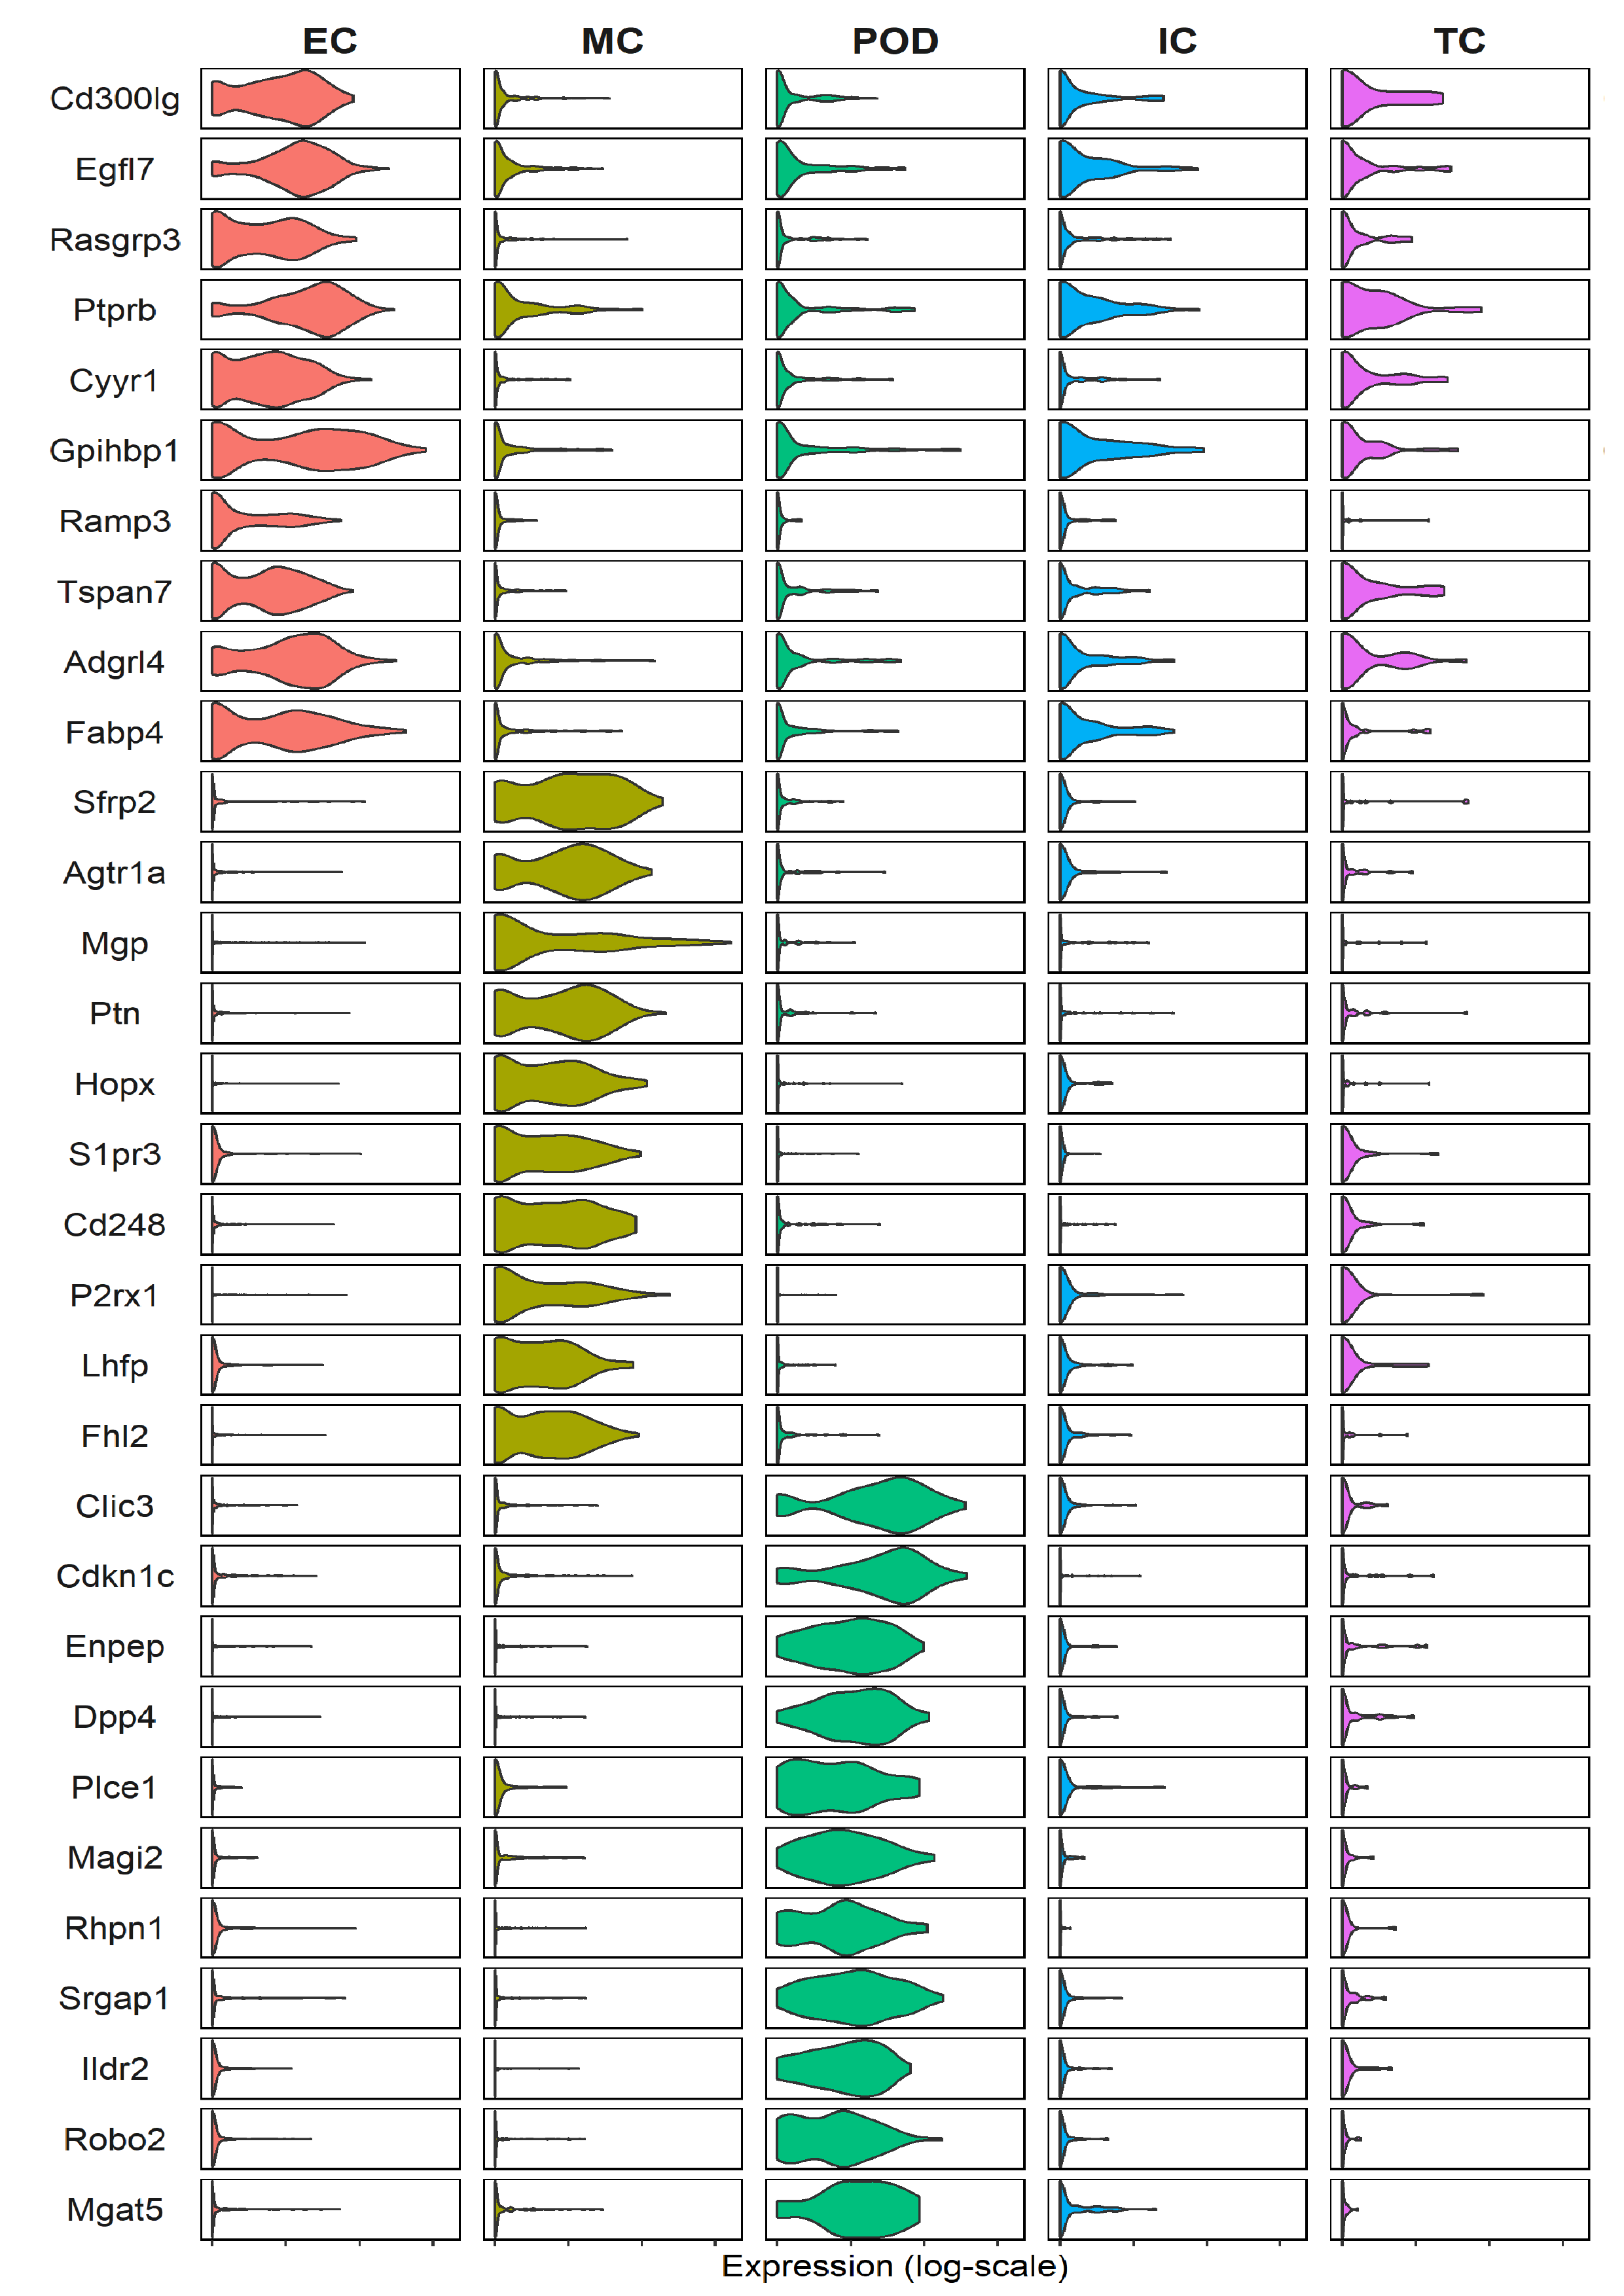 EC MC POD IC TC
Cd300lg
Egfl7
Rasgrp3
Ptprb
Cyyr1
Gpihbp1
Ramp3
Tspan7
Adgrl4
Fabp4
Sfrp2
Agtr1a
Mgp
Ptn
Hopx
S1pr3
Cd248
P2rx1
Lhfp
Fhl2
Clic3
Cdkn1c
Enpep
Dpp4
Plce1
Magi2
Rhpn1
Srgap1
Ildr2
Robo2
Mgat5
Expression (log-scale)